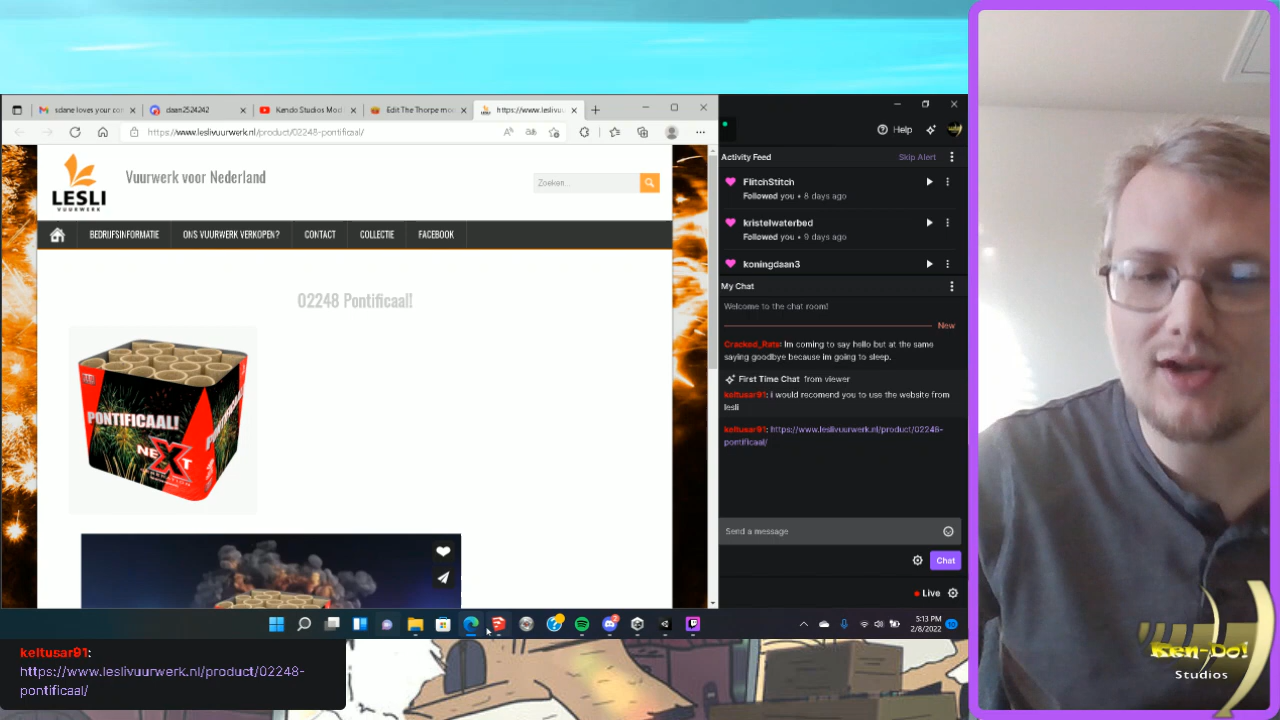 sdane loves your con
daan2524242
Kendo Studios Mod
Edit The Thorpe mo
https://www.leslivu
https://www.leslivuurwerk.nl/product/02248-pontificaal/
LESLI
VUURWERK
Vuurwerk voor Nederland
Zoeken...
BEDRIJFSINFORMATIE
ONS VUURWERK VERKOPEN?
CONTACT
COLLECTIE
FACEBOOK
02248 Pontificaal!
PONTIFICAAL!
NEXT
Help
Activity Feed
Skip Alert
FlitchStitch
Followed you • 8 days ago
kristelwaterbed
Followed you • 9 days ago
koningdaan3
My Chat
Welcome to the chat room!
New
Cracked_Rats: Im coming to say hello but at the same
saying goodbye because im going to sleep.
First Time Chat from viewer
keltusar91: i would recomend you to use the website from
lesli
keltusar91: https://www.leslivuurwerk.nl/product/02248-
pontificaal/
Send a message
Chat
Live
5:13 PM
2/8/2022
keltusar91:
https://www.leslivuurwerk.nl/product/02248-
pontificaal/
Ken-Do!
Studios